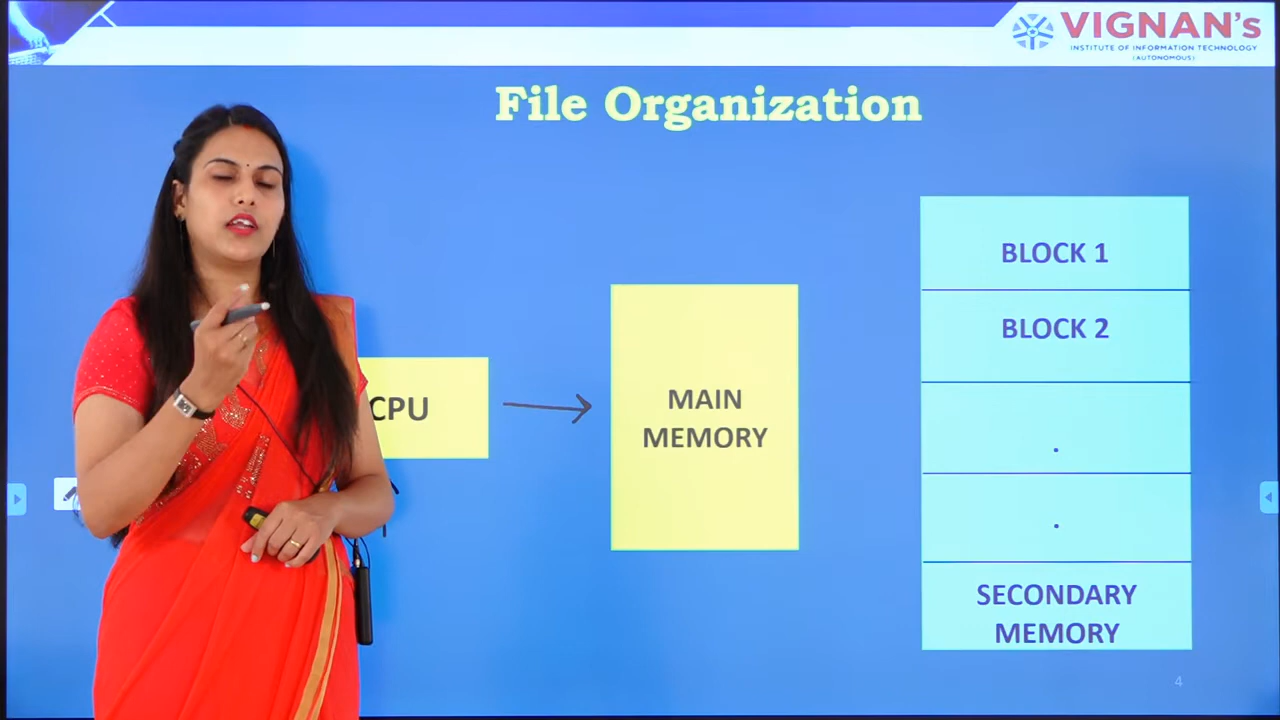 VIGNAN's
INSTITUTE OF INFORMATION TECHNOLOGY
(AUTONOMOUS)
File Organization
BLOCK 1
BLOCK 2
.
.
SECONDARY
MEMORY
MAIN
MEMORY
CPU
4